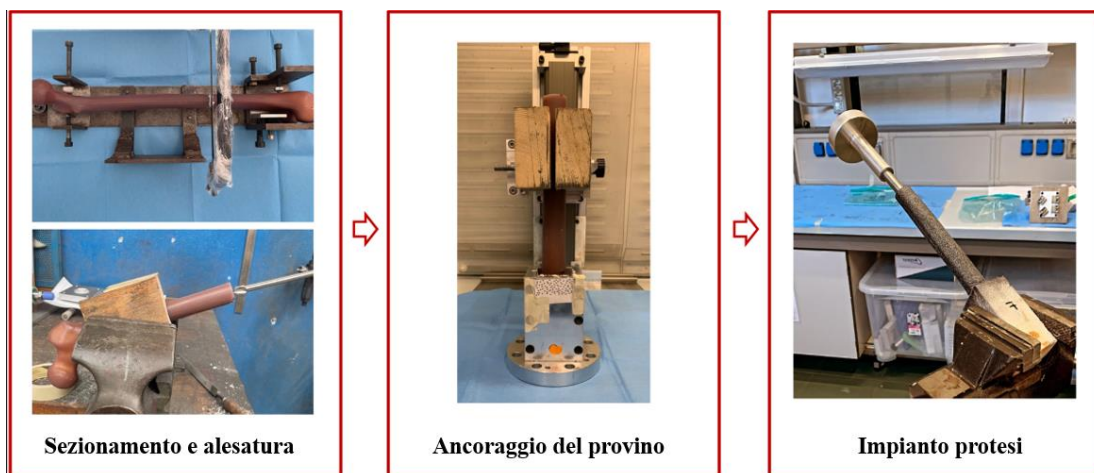 Sezionamento e alesatura
Ancoraggio del provino
Impianto protesi